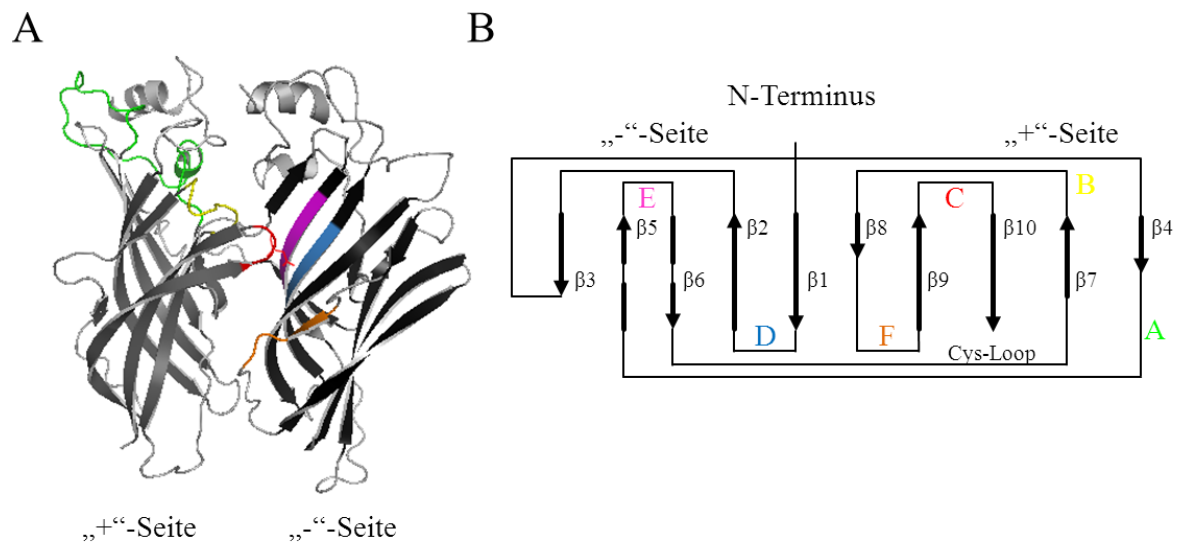 A
B
N-Terminus
„-“-Seite
„+“-Seite
E
C
B
β5
β2
β8
β10
β4
β3
β6
β1
β9
β7
D
F
A
Cys-Loop
„+“-Seite
„-“-Seite